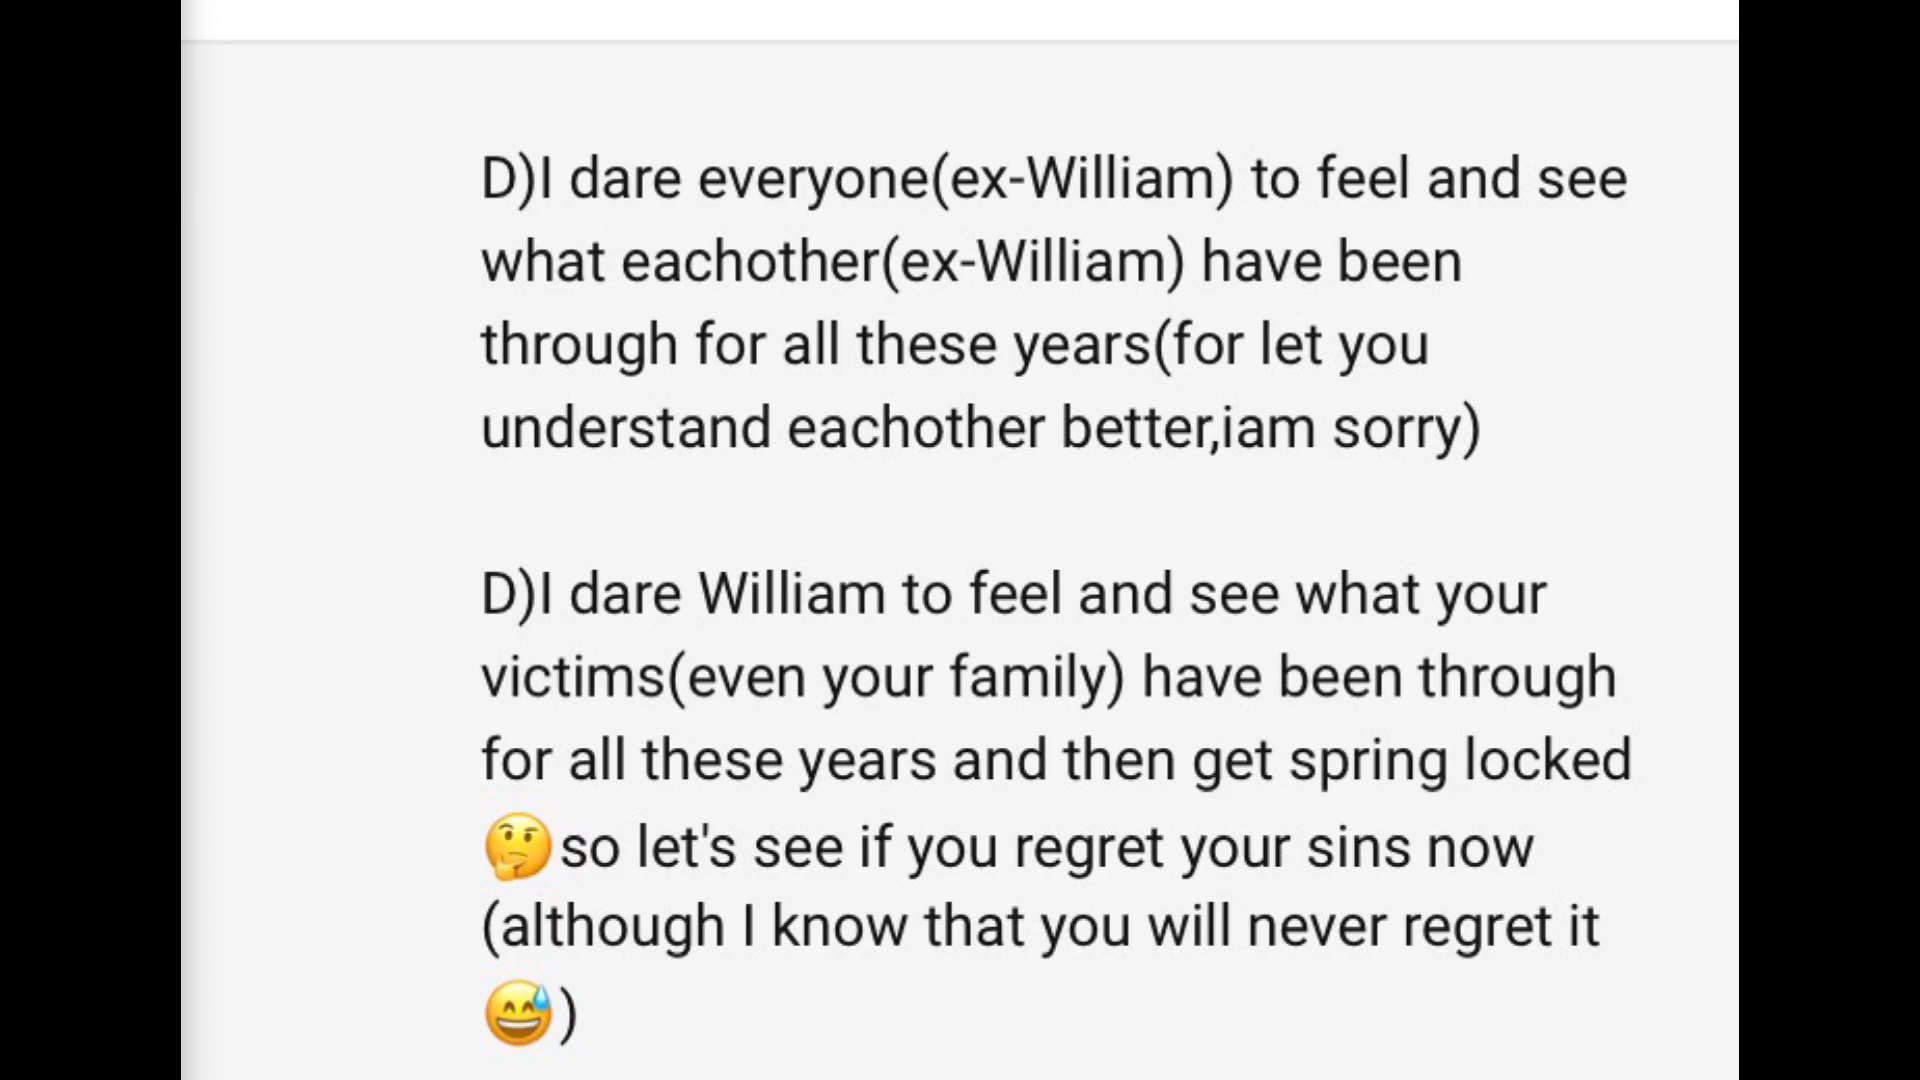 D)I dare everyone(ex-William) to feel and see
what eachother(ex-William) have been
through for all these years(for let you
understand eachother better,iam sorry)
D)I dare William to feel and see what your
victims(even your family) have been through
for all these years and then get spring locked
🤔so let's see if you regret your sins now
(although I know that you will never regret it
😅)